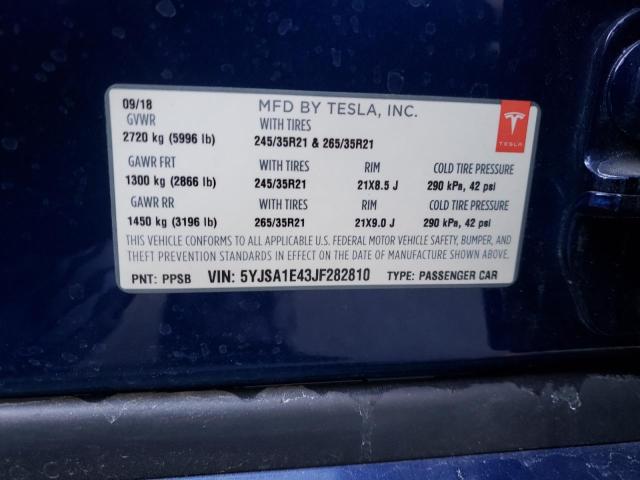 09/18 MFD BY TESLA, INC.
GVWR WITH TIRES
2720 kg (5996 lb) 245/35R21 & 265/35R21
TESLA
GAWR FRT WITH TIRES RIM COLD TIRE PRESSURE
1300 kg (2866 lb) 245/35R21 21X8.5 J 290 kPa, 42 psi
GAWR RR WITH TIRES RIM COLD TIRE PRESSURE
1450 kg (3196 lb) 265/35R21 21X9.0 J 290 kPa, 42 psi
THIS VEHICLE CONFORMS TO ALL APPLICABLE U.S. FEDERAL MOTOR VEHICLE SAFETY, BUMPER, AND
THEFT PREVENTION STANDARDS IN EFFECT ON THE DATE OF MANUFACTURE SHOWN ABOVE.
PNT: PPSB VIN: 5YJSA1E43JF282810 TYPE: PASSENGER CAR